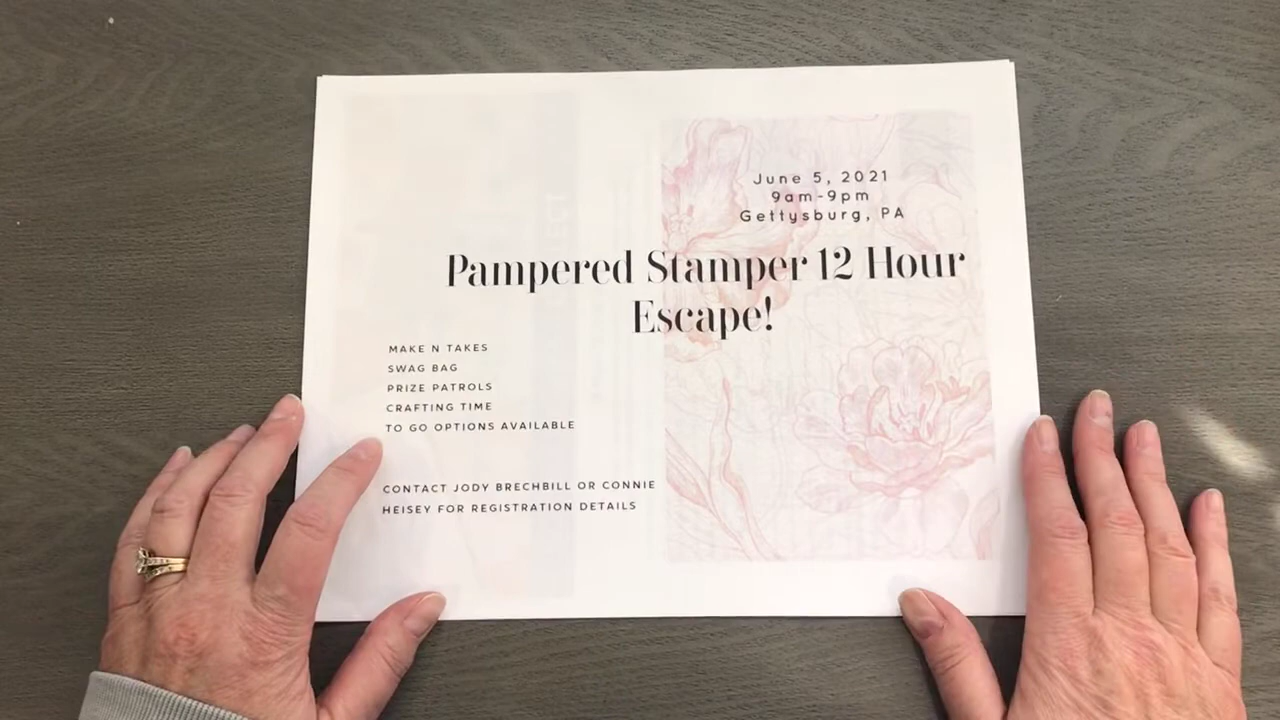 June 5, 2021
9am-9pm
Gettysburg, PA
Pampered Stamper 12 Hour
Escape!
MAKE N TAKES
SWAG BAG
PRIZE PATROLS
CRAFTING TIME
TO GO OPTIONS AVAILABLE
CONTACT JODY BRECHBILL OR CONNIE
HEISEY FOR REGISTRATION DETAILS